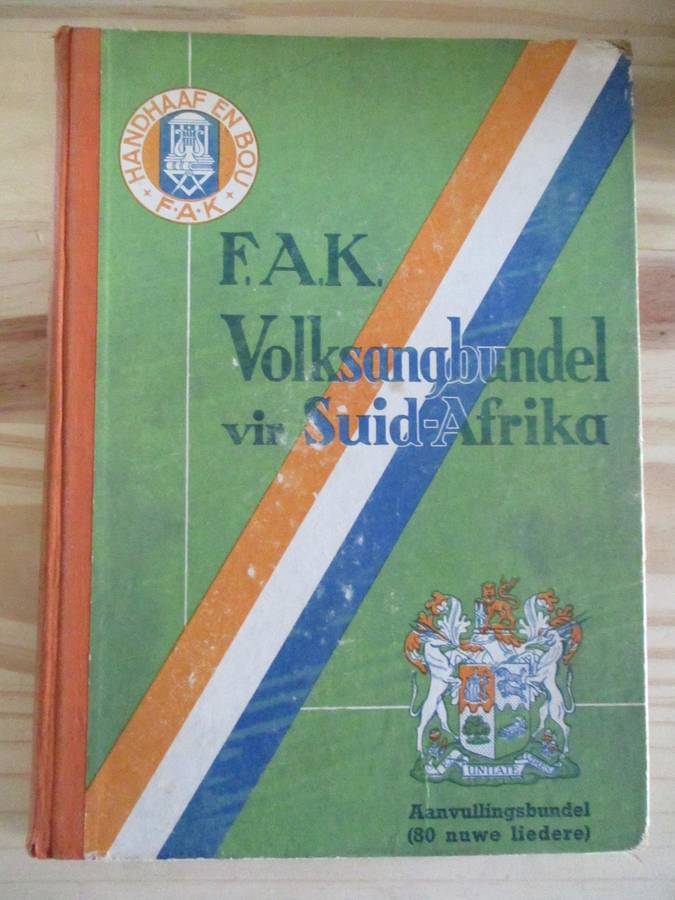 HANDHAAF EN BOU
F·A·K
F.A.K.
Volksangbundel
vir Suid-Afrika
UNITATE
Aanvullingsbundel
(80 nuwe liedere)